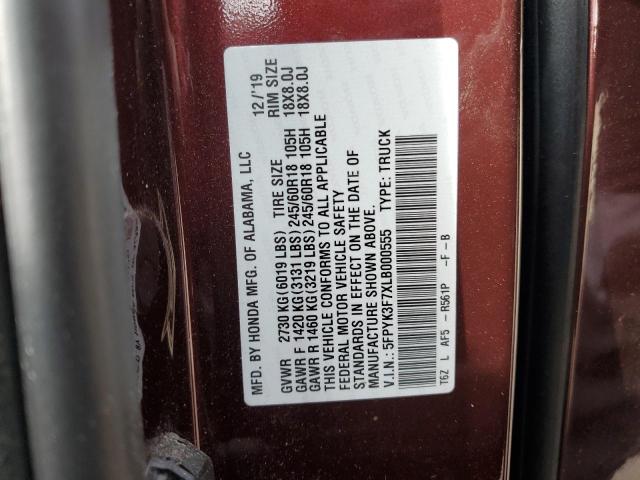 MFD. BY HONDA MFG. OF ALABAMA, LLC 12/'19
GVWR 2730 KG(6019 LBS) TIRE SIZE RIM SIZE
GAWR F 1420 KG(3131 LBS) 245/60R18 105H 18X8.0J
GAWR R 1460 KG(3219 LBS) 245/60R18 105H 18X8.0J
THIS VEHICLE CONFORMS TO ALL APPLICABLE
FEDERAL MOTOR VEHICLE SAFETY
STANDARDS IN EFFECT ON THE DATE OF
MANUFACTURE SHOWN ABOVE.
V.I.N.: 5FPYK3F7XLB000555 TYPE: TRUCK
T6Z L AF5 - R561P -F -B